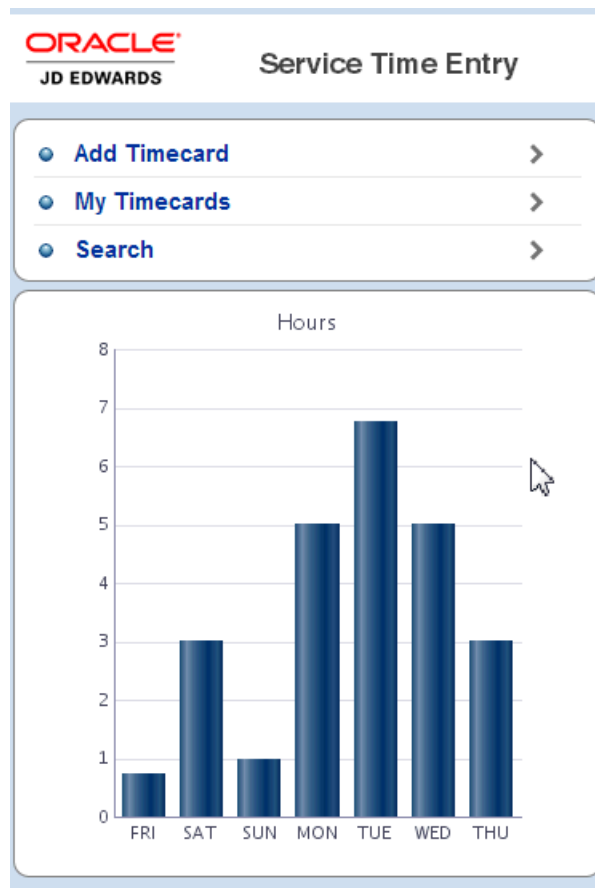 ORACLE
JD EDWARDS
Service Time Entry
Add Timecard
My Timecards
Search
Hours
8
7
6
5
4
3
2
1
0
FRI SAT SUN MON TUE WED THU